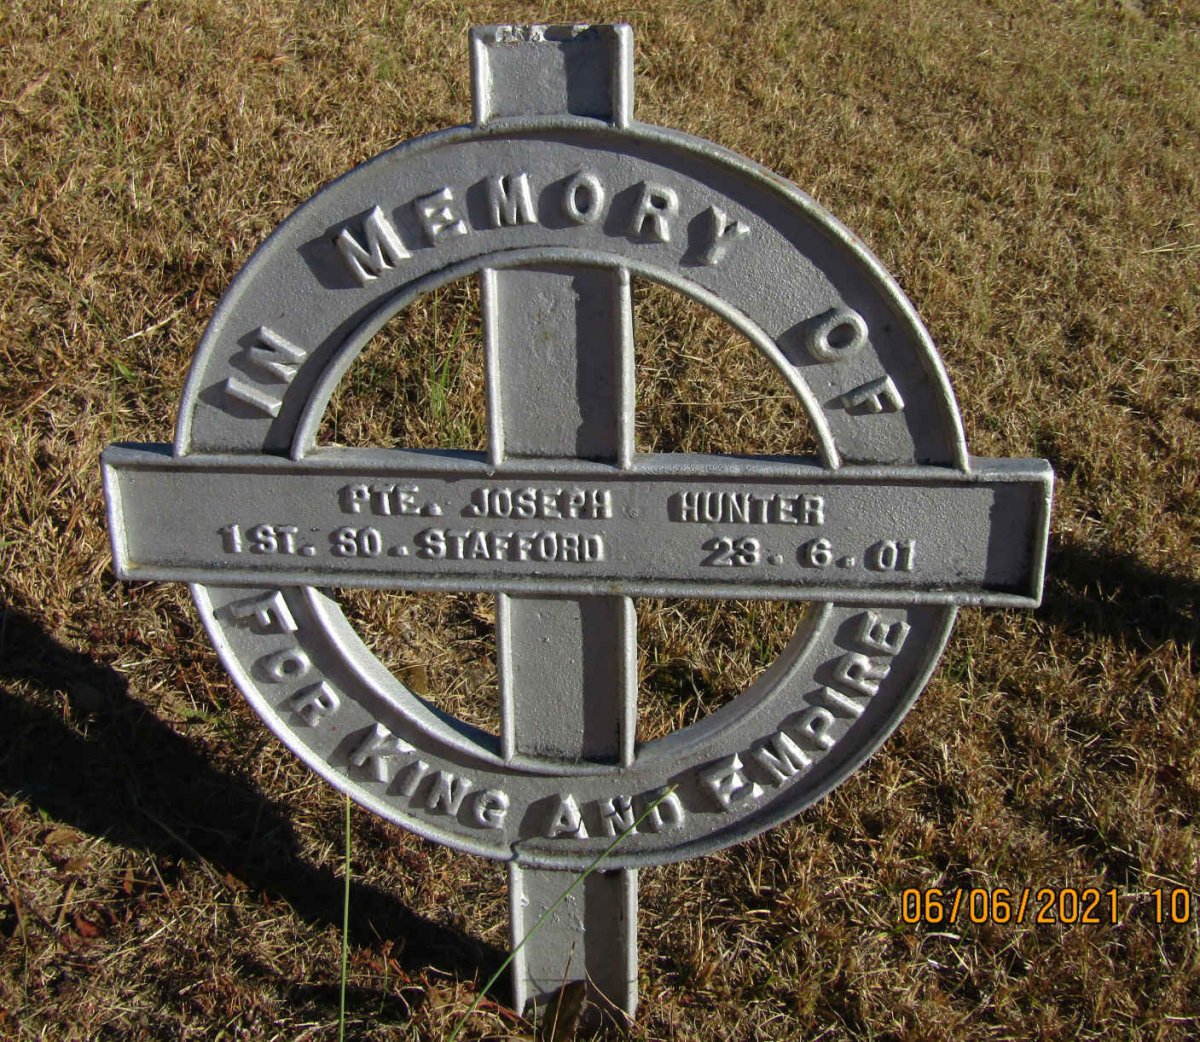 IN MEMORY OF
PTE. JOSEPH HUNTER
1ST. SO. STAFFORD 23.6.01
FOR KING AND EMPIRE
06/06/2021 10